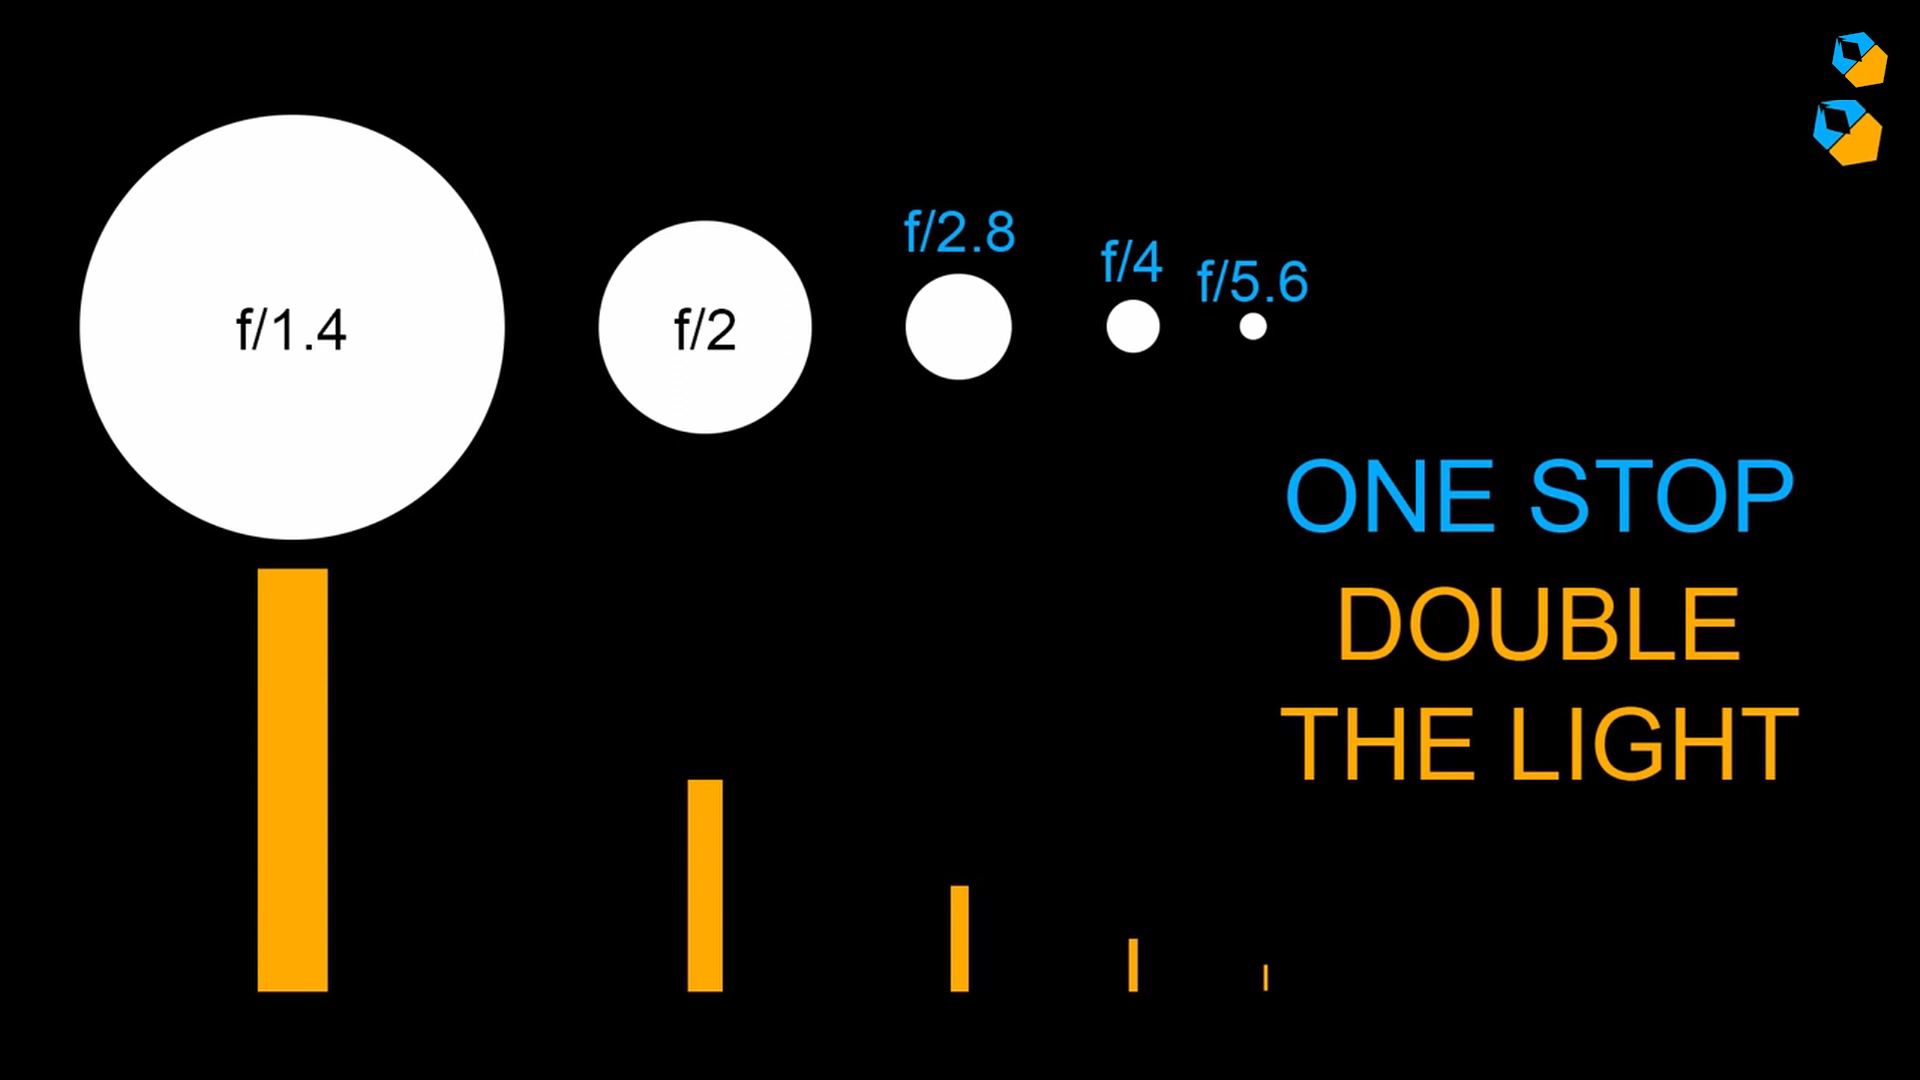 f/1.4
f/2
f/2.8
f/4
f/5.6
ONE STOP
DOUBLE
THE LIGHT